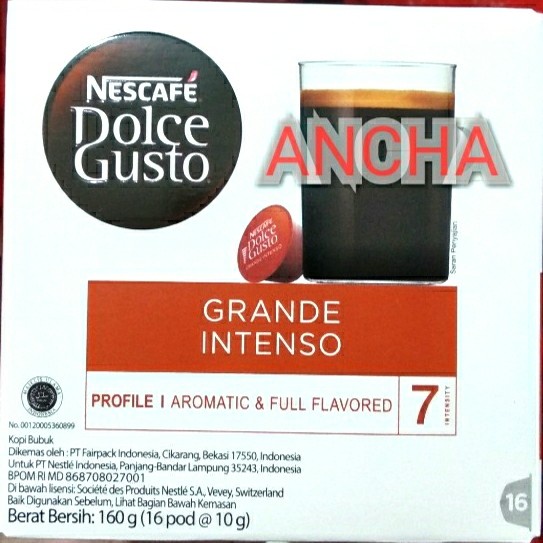 NESCAFÉ
Dolce
Gusto
ANCHA
NESCAFÉ
Dolce
Gusto
GRANDE INTENSO
Saran Penyajian
GRANDE
INTENSO
PROFILE I AROMATIC & FULL FLAVORED
7
INTENSITY
No. 00120005360899
Kopi Bubuk
Dikemas oleh : PT Fairpack Indonesia, Cikarang, Bekasi 17550, Indonesia
Untuk PT Nestlé Indonesia, Panjang-Bandar Lampung 35243, Indonesia
BPOM RI MD 868708027001
Di bawah lisensi: Société des Produits Nestlé S.A., Vevey, Switzerland
Baik Digunakan Sebelum, Lihat Bagian Bawah Kemasan
Berat Bersih: 160 g (16 pod @ 10 g)
16